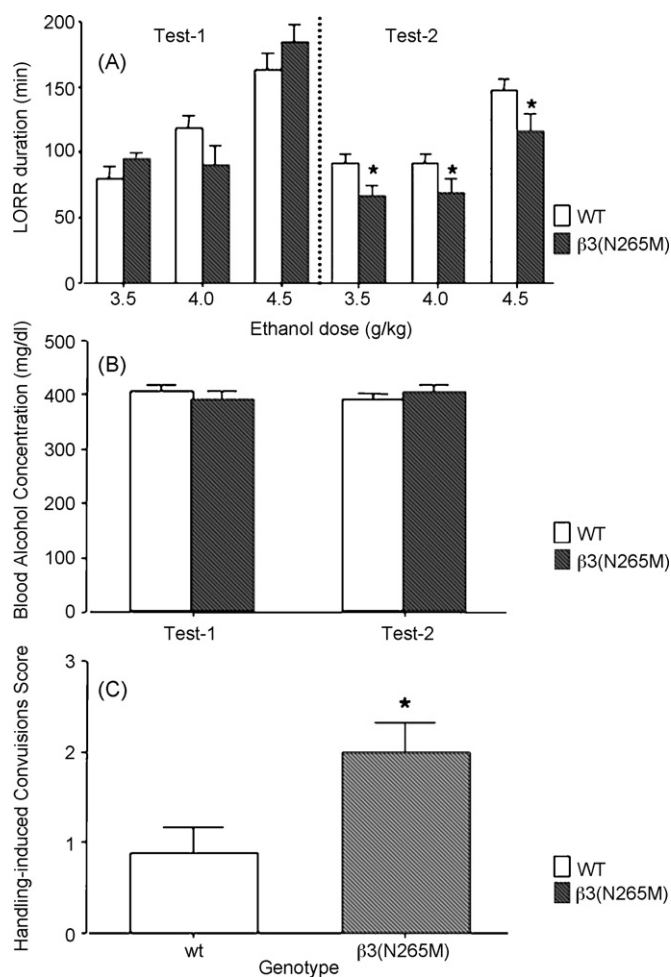 200
Test-1
Test-2
(A)
150
100
50
0
LORR duration (min)
*
*
*
WT
β3(N265M)
3.5
4.0
4.5
3.5
4.0
4.5
Ethanol dose (g/kg)
500
(B)
400
300
200
100
0
Blood Alcohol Concentration (mg/dl)
WT
β3(N265M)
Test-1
Test-2
3
(C)
*
2
1
0
Handling-induced Convuisions Score
WT
β3(N265M)
wt
β3(N265M)
Genotype